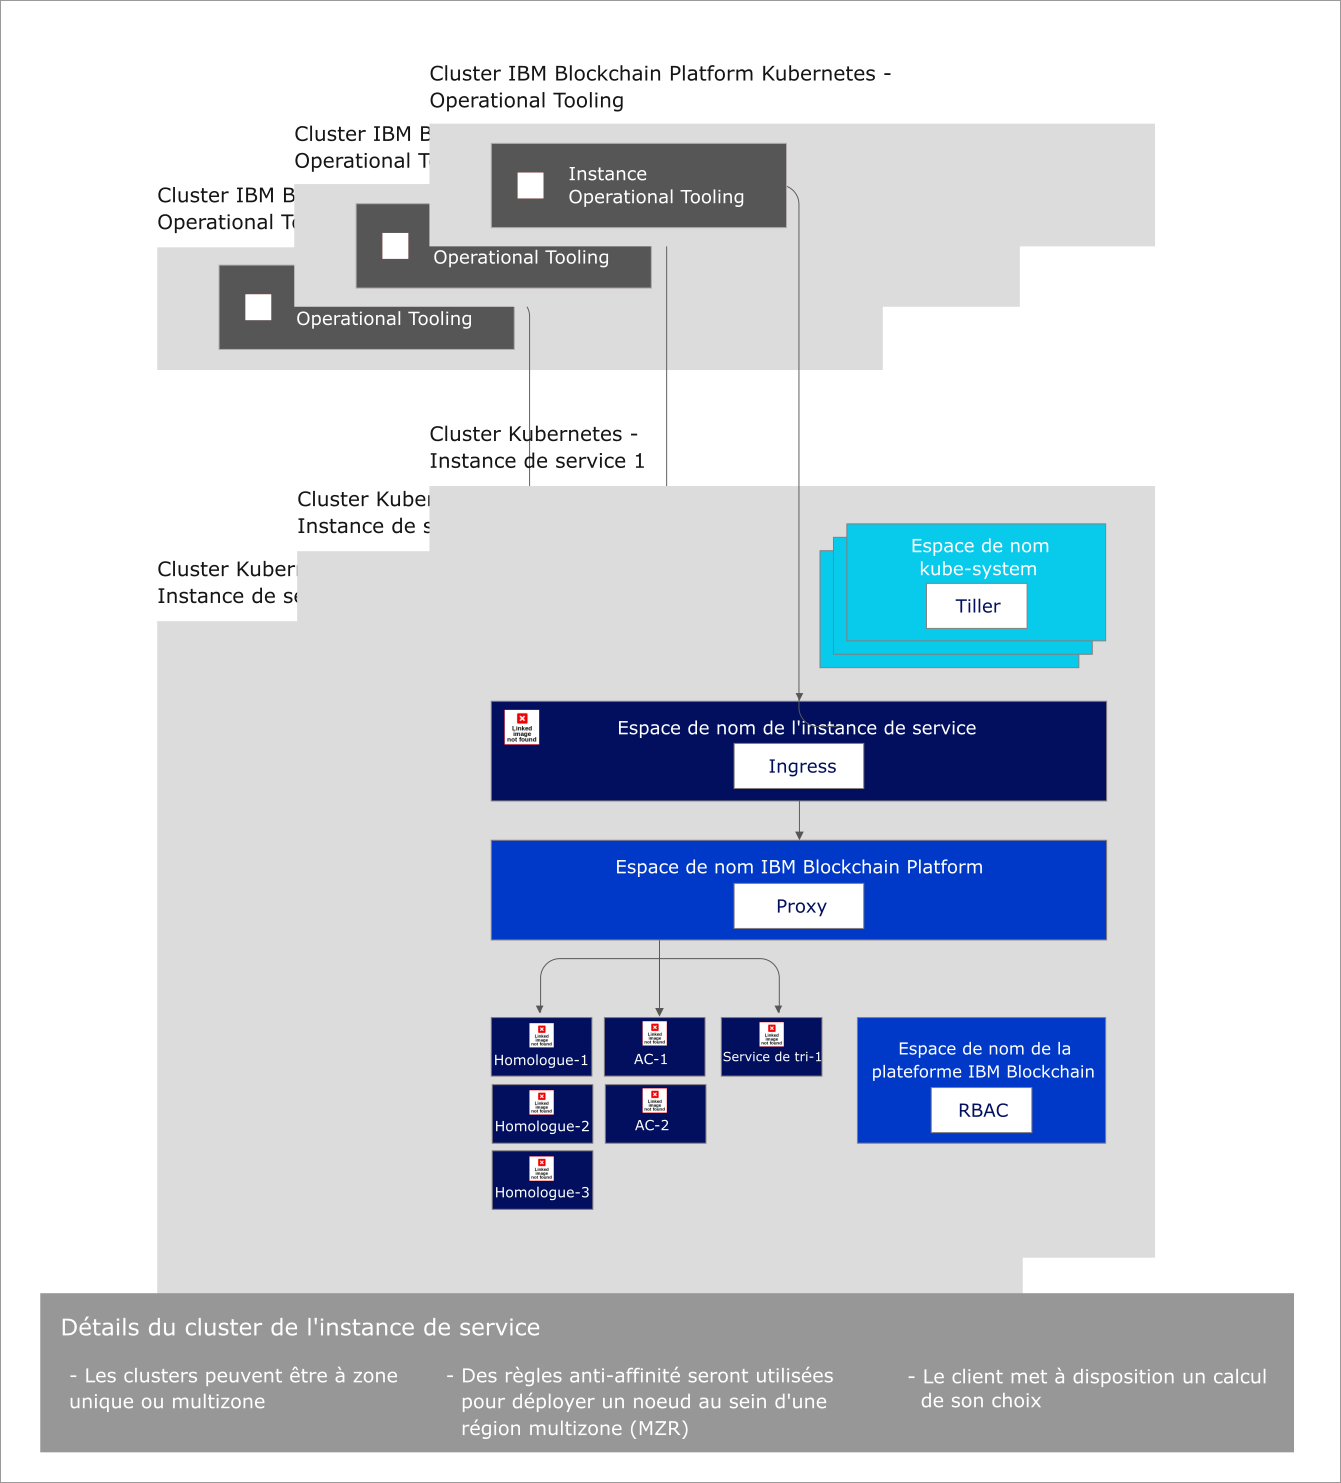 Cluster IBM Blockchain Platform Kubernetes -
Operational Tooling
Cluster IBM
Operational
Cluster IBM
Operational
Instance
Operational Tooling
Operational Tooling
Operational Tooling
Cluster Kubernetes -
Instance de service 1
Cluster
Instance de
Cluster
Instance de
Espace de nom
kube-system
Tiller
Linked
image
not found
Espace de nom de l'instance de service
Ingress
Espace de nom IBM Blockchain Platform
Proxy
Linked
image
not found
Homologue-1
Linked
image
not found
AC-1
Linked
image
not found
Service de tri-1
Linked
image
not found
Homologue-2
Linked
image
not found
AC-2
Linked
image
not found
Homologue-3
Espace de nom de la
plateforme IBM Blockchain
RBAC
Détails du cluster de l'instance de service
- Les clusters peuvent être à zone
unique ou multizone
- Des règles anti-affinité seront utilisées
pour déployer un noeud au sein d'une
région multizone (MZR)
- Le client met à disposition un calcul
de son choix